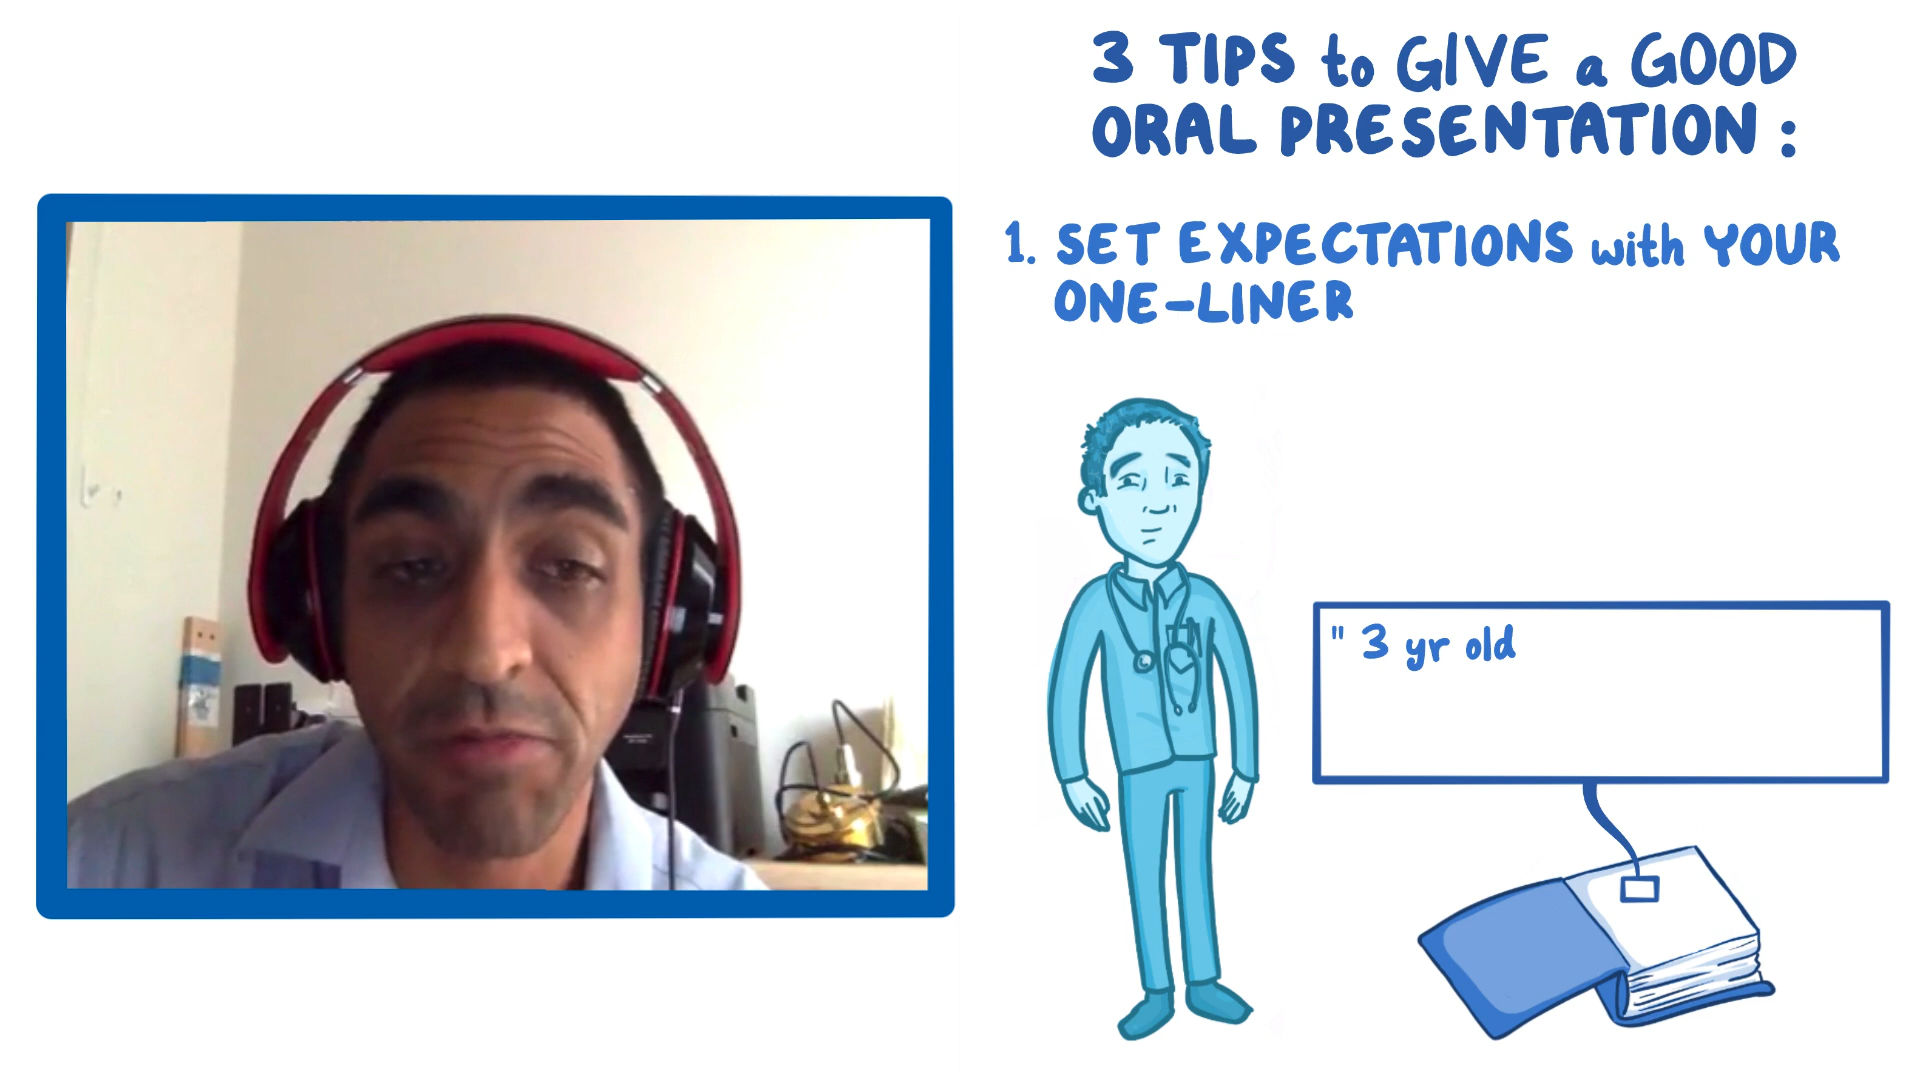 3 TIPS to GIVE a GOOD
ORAL PRESENTATION :
1. SET EXPECTATIONS with YOUR
ONE-LINER
" 3 yr old